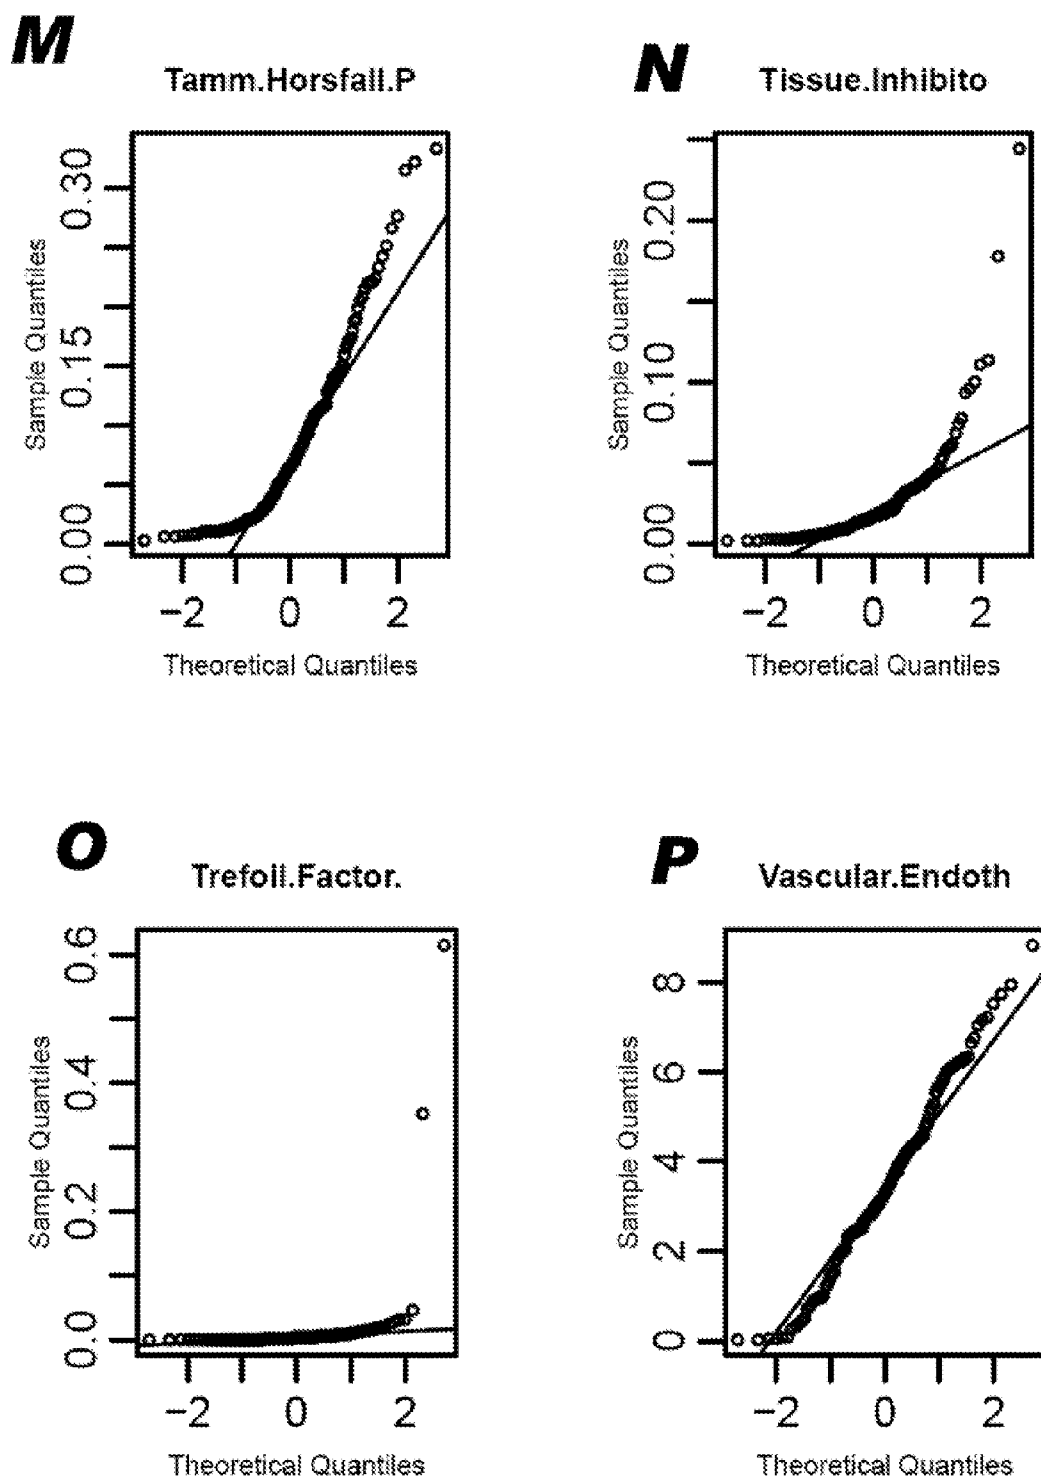 M
Tamm.Horsfall.P
Sample Quantiles
0.00 0.15 0.30
−2 0 2
Theoretical Quantiles
N
Tissue.Inhibito
Sample Quantiles
0.00 0.10 0.20
−2 0 2
Theoretical Quantiles
O
Trefoil.Factor.
Sample Quantiles
0.0 0.2 0.4 0.6
−2 0 2
Theoretical Quantiles
P
Vascular.Endoth
Sample Quantiles
0 2 4 6 8
−2 0 2
Theoretical Quantiles